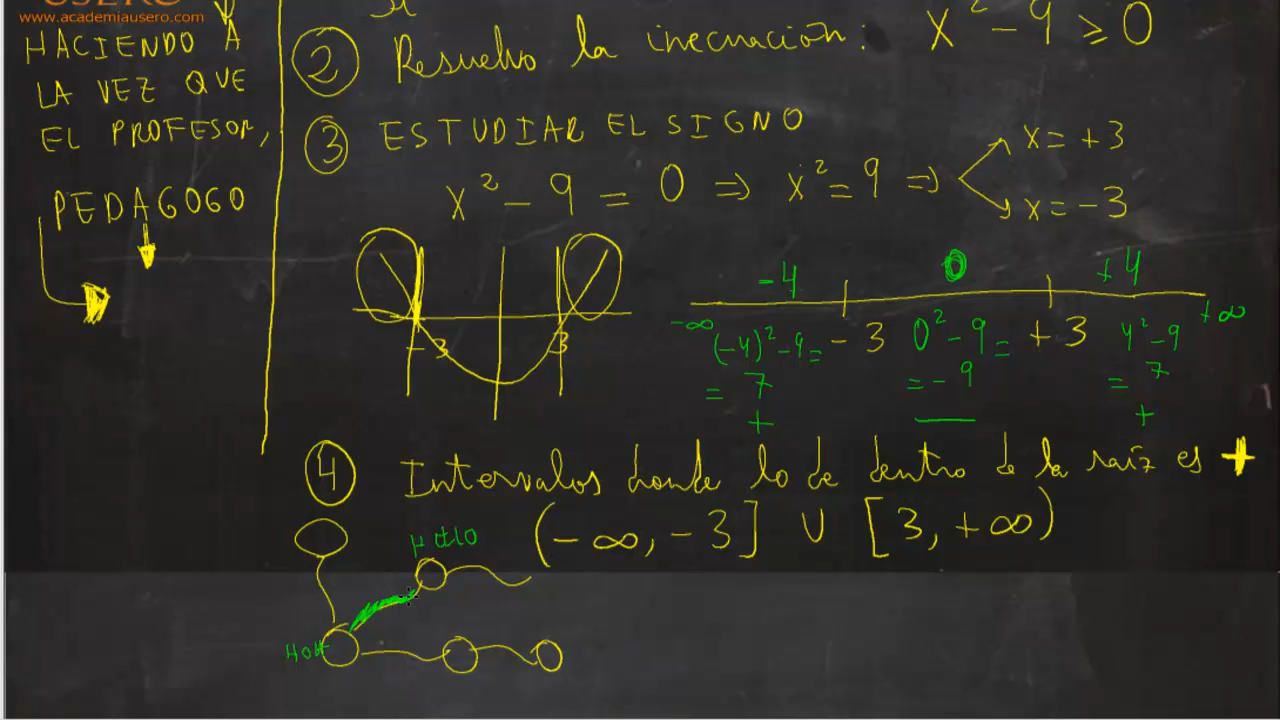 www.academiausero.com
HACIENDO A
LA VEZ QUE
EL PROFESOR,
PEDAGOGO
② Resuelvo la inecuación: x² - 9 ≥ 0
③ ESTUDIAR EL SIGNO
x² - 9 = 0 ⇒ x² = 9 ⇒
x = +3
x = -3
-3
3
-4 0 +4
-∞ -3 +3 +∞
(-4)² - 9 = 0² - 9 = 4² - 9
= 7 = -9 = 7
+ — +
④ Intervalos donde lo de dentro de la raíz es +
(-∞, -3] ∪ [3, +∞)